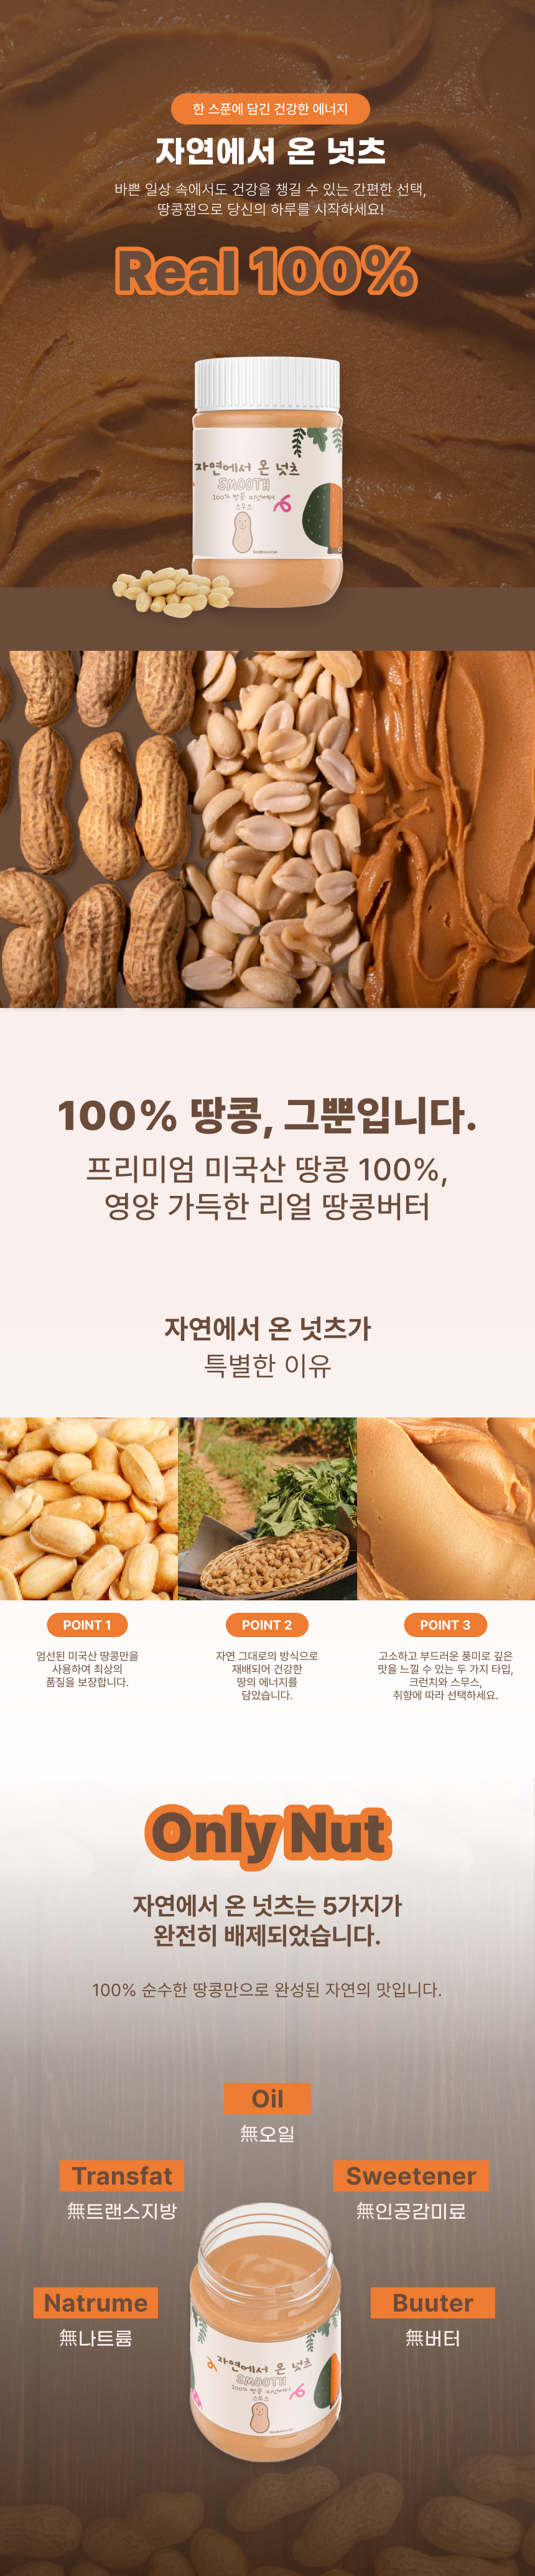 한 스푼에 담긴 건강한 에너지
자연에서 온 넛츠
바쁜 일상 속에서도 건강을 챙길 수 있는 간편한 선택,
땅콩잼으로 당신의 하루를 시작하세요!
Real 100%
자연에서 온 넛츠
SMOOTH
스무스
100% 땅콩, 그뿐입니다.
프리미엄 미국산 땅콩 100%,
영양 가득한 리얼 땅콩버터
자연에서 온 넛츠가
특별한 이유
POINT 1
엄선된 미국산 땅콩만을
사용하여 최상의
품질을 보장합니다.
POINT 2
자연 그대로의 방식으로
재배되어 건강한
땅의 에너지를
담았습니다.
POINT 3
고소하고 부드러운 풍미로 깊은
맛을 느낄 수 있는 두 가지 타입,
크런치와 스무스,
취향에 따라 선택하세요.
Only Nut
자연에서 온 넛츠는 5가지가
완전히 배제되었습니다.
100% 순수한 땅콩만으로 완성된 자연의 맛입니다.
Oil
無오일
Transfat
無트랜스지방
Sweetener
無인공감미료
Natrume
無나트륨
Buuter
無버터
자연에서 온 넛츠
SMOOTH
스무스